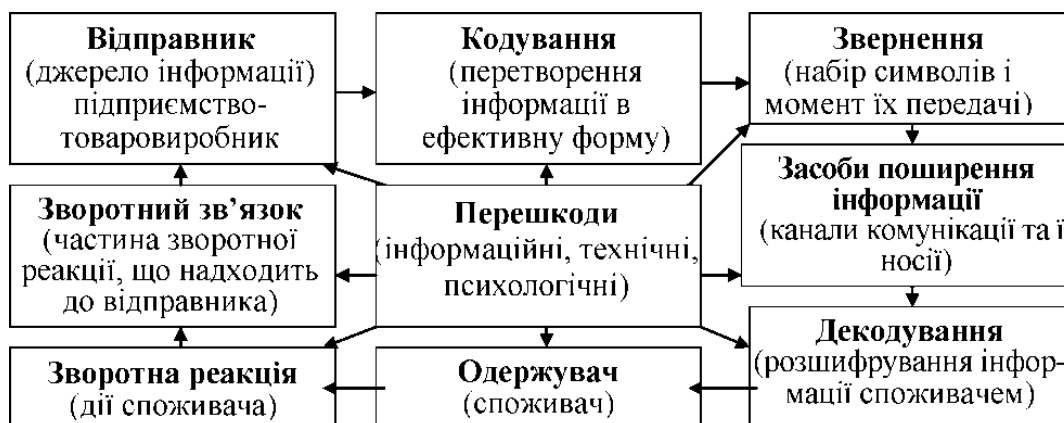 Відправник
(джерело інформації)
підприємство-
товаровиробник
Кодування
(перетворення
інформації в
ефективну форму)
Звернення
(набір символів і
момент їх передачі)
Зворотний зв’язок
(частина зворотної
реакції, що надходить
до відправника)
Перешкоди
(інформаційні, технічні,
психологічні)
Засоби поширення
інформації
(канали комунікації та ї
носії)
Зворотна реакція
(дії споживача)
Одержувач
(споживач)
Декодування
(розшифрування інфор-
мації споживачем)